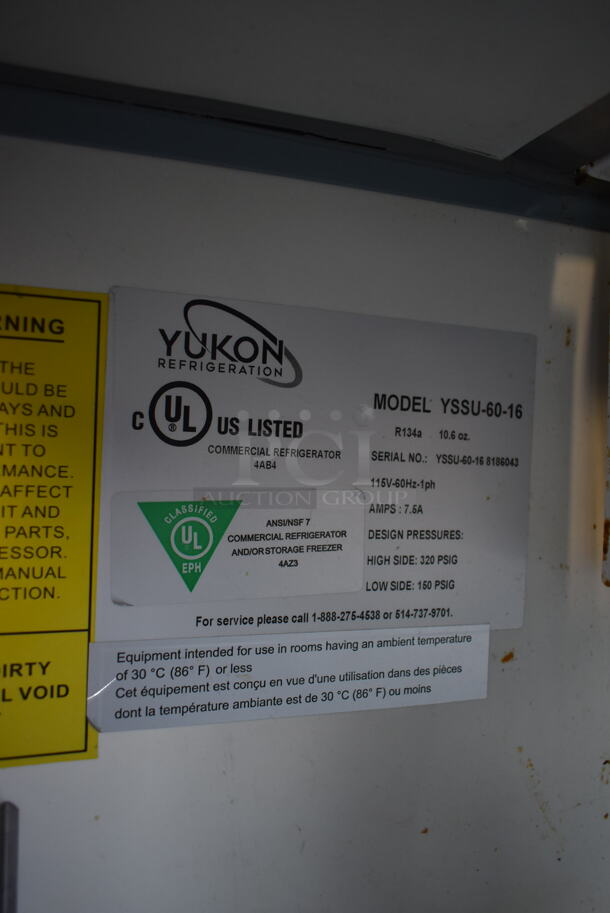 RNING
THE
ULD BE
AYS AND
THIS IS
NT TO
RMANCE.
AFFECT
IT AND
PARTS,
ESSOR.
MANUAL
CTION.
DIRTY
L VOID
YUKON
REFRIGERATION
C UL ® US LISTED
COMMERCIAL REFRIGERATOR
4AB4
CLASSIFIED
UL
EPH
ANSI/NSF 7
COMMERCIAL REFRIGERATOR
AND/OR STORAGE FREEZER
4AZ3
MODEL YSSU-60-16
R134a 10.6 oz.
SERIAL NO.: YSSU-60-16 8186043
115V-60Hz-1ph
AMPS : 7.5A
DESIGN PRESSURES:
HIGH SIDE: 320 PSIG
LOW SIDE: 150 PSIG
For service please call 1-888-275-4538 or 514-737-9701.
Equipment intended for use in rooms having an ambient temperature
of 30 °C (86° F) or less
Cet équipement est conçu en vue d'une utilisation dans des pièces
dont la température ambiante est de 30 °C (86° F) ou moins
AUCTION GROUP